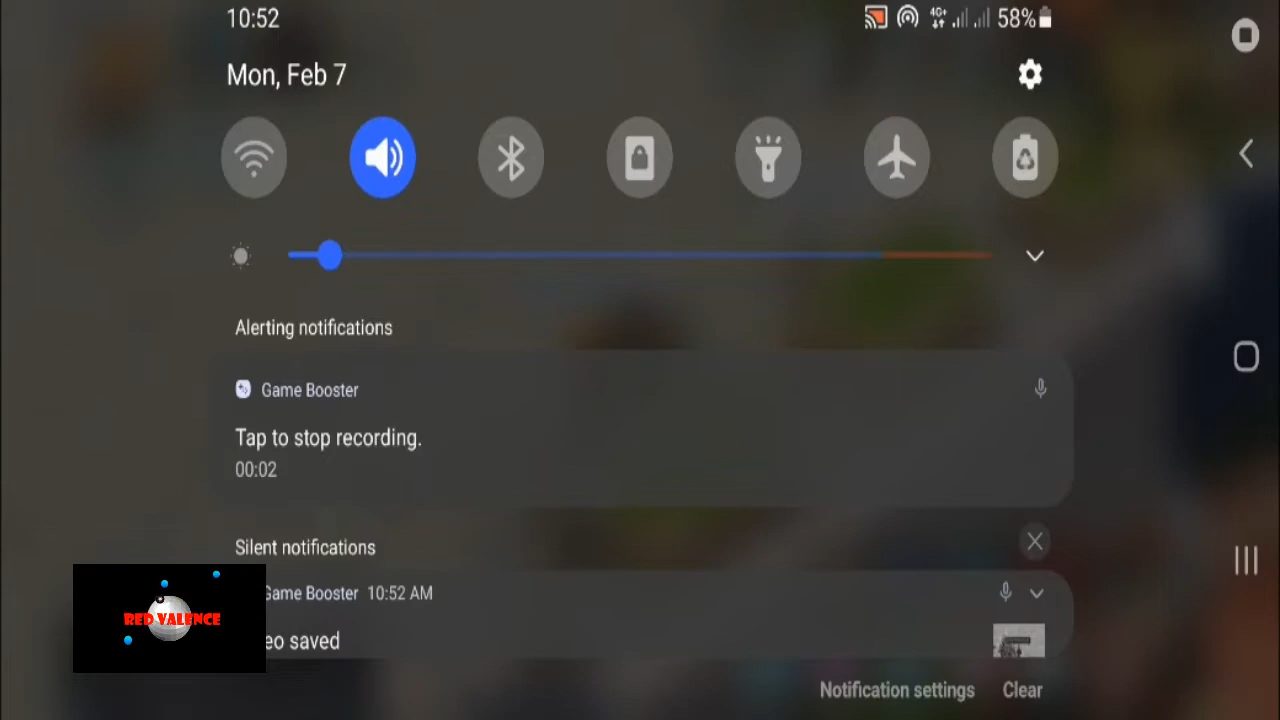 10:52
4G+ 58%
Mon, Feb 7
Alerting notifications
Game Booster
Tap to stop recording.
00:02
Silent notifications
Game Booster 10:52 AM
eo saved
RED VALENCE
Notification settings Clear